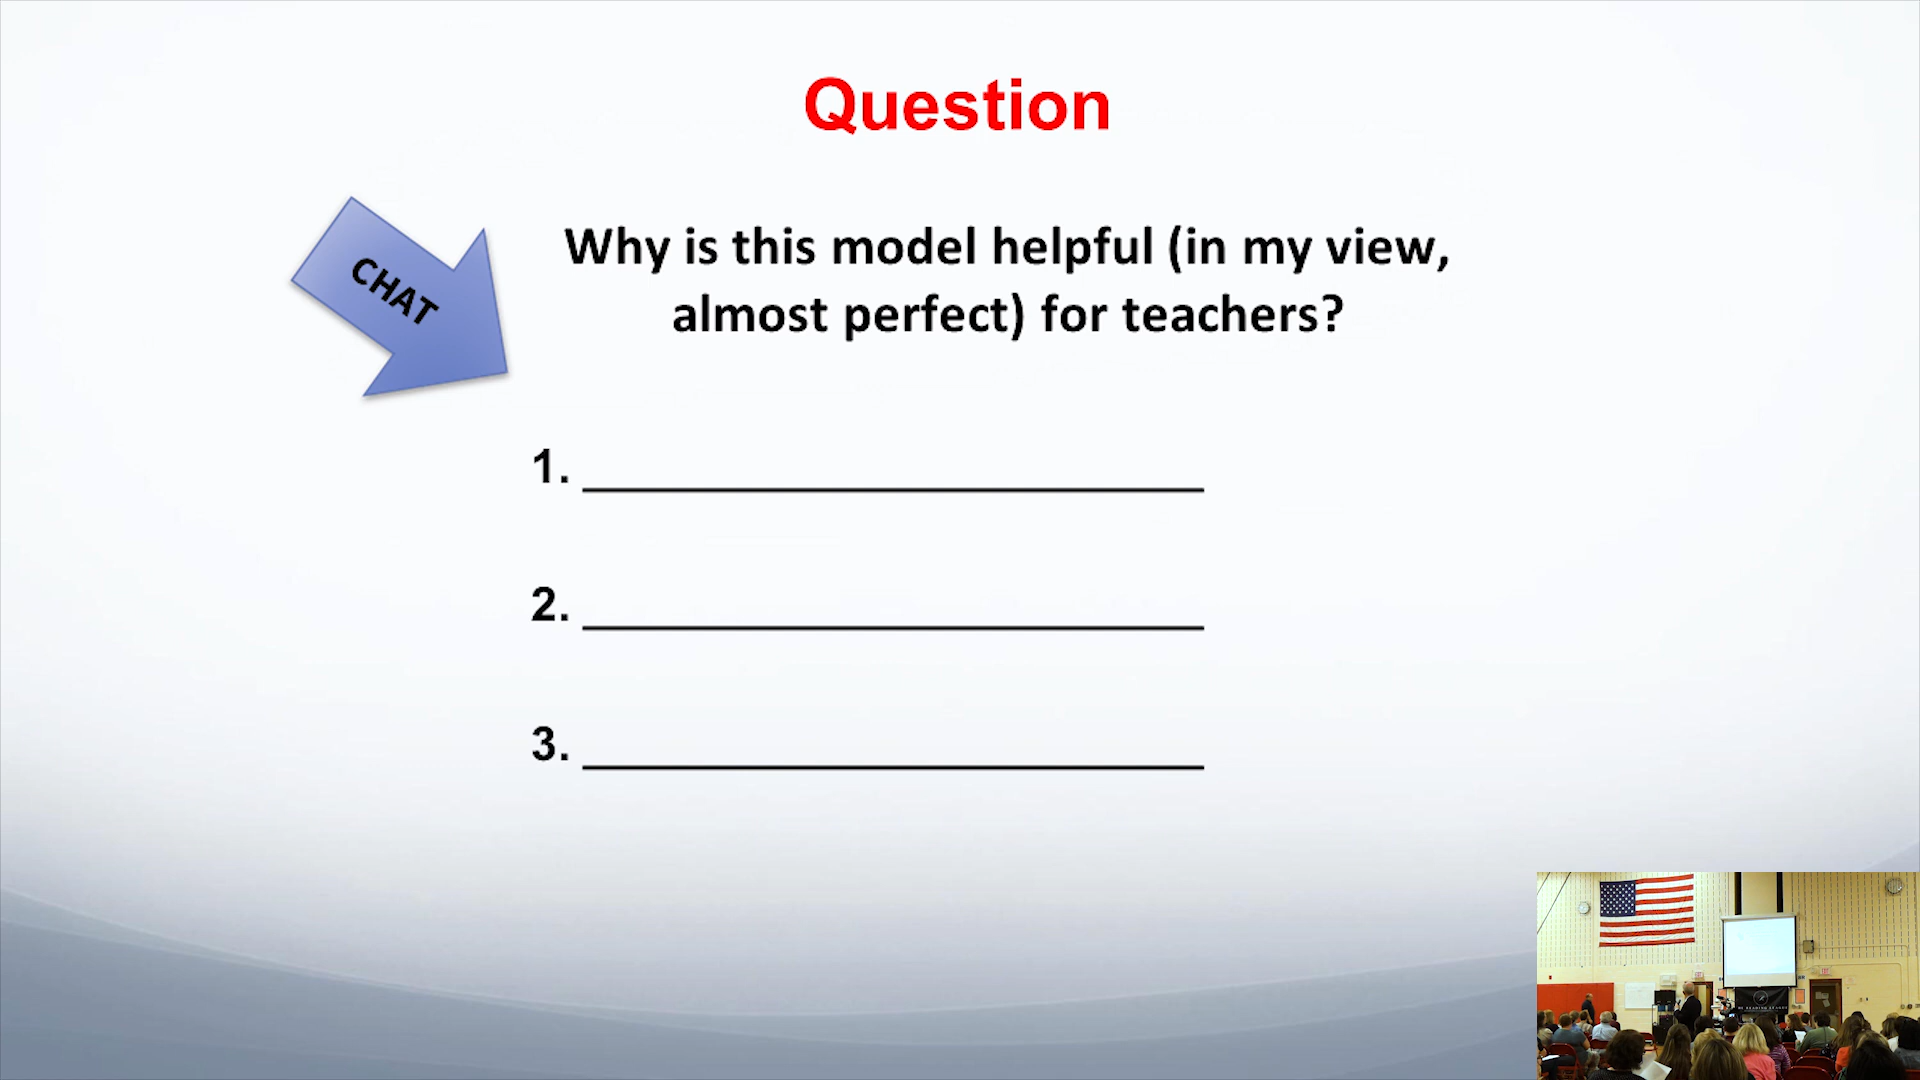 Question
CHAT
Why is this model helpful (in my view,
almost perfect) for teachers?
1.
2.
3.